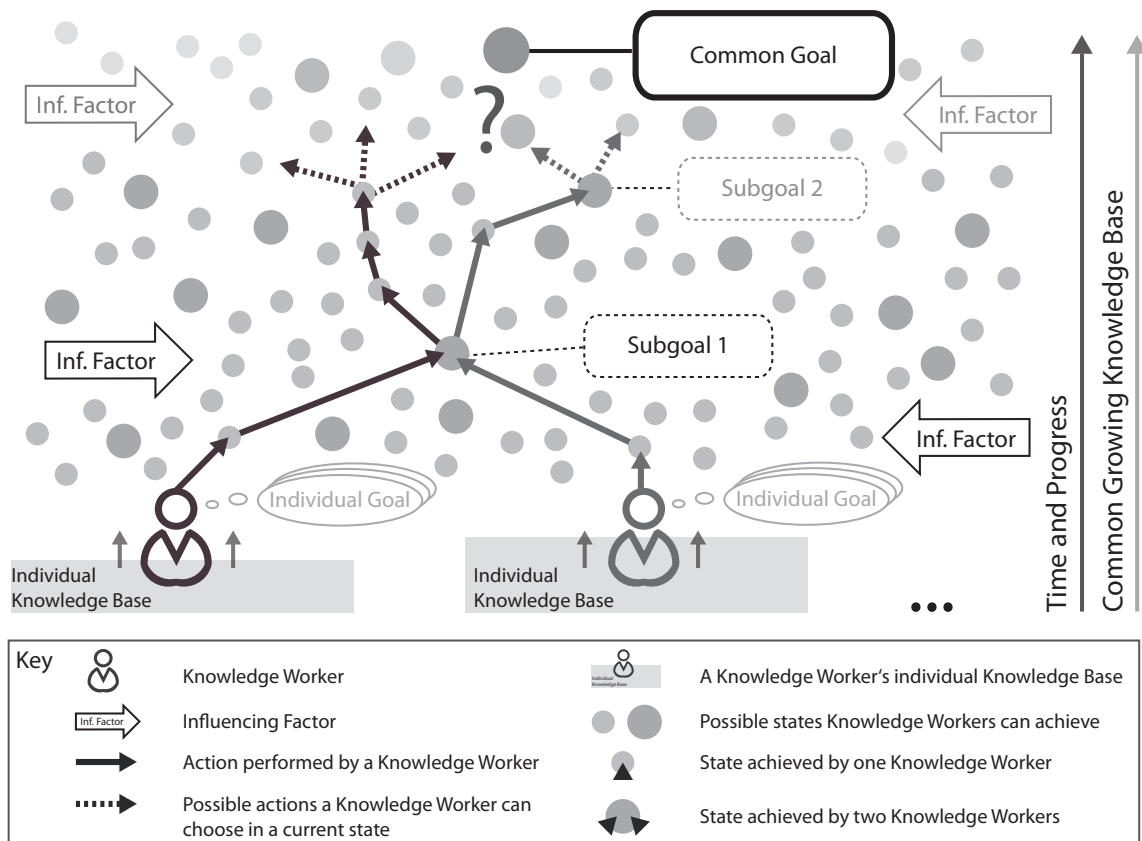 Common Goal
Inf. Factor
Inf. Factor
?
Subgoal 2
Subgoal 1
Inf. Factor
Inf. Factor
Individual Goal
Individual Goal
Individual
Knowledge Base
Individual
Knowledge Base
...
Time and Progress
Common Growing Knowledge Base
Key
Knowledge Worker
Inf. Factor
Influencing Factor
Action performed by a Knowledge Worker
Possible actions a Knowledge Worker can
choose in a current state
Individual
Knowledge Base
A Knowledge Worker's individual Knowledge Base
Possible states Knowledge Workers can achieve
State achieved by one Knowledge Worker
State achieved by two Knowledge Workers